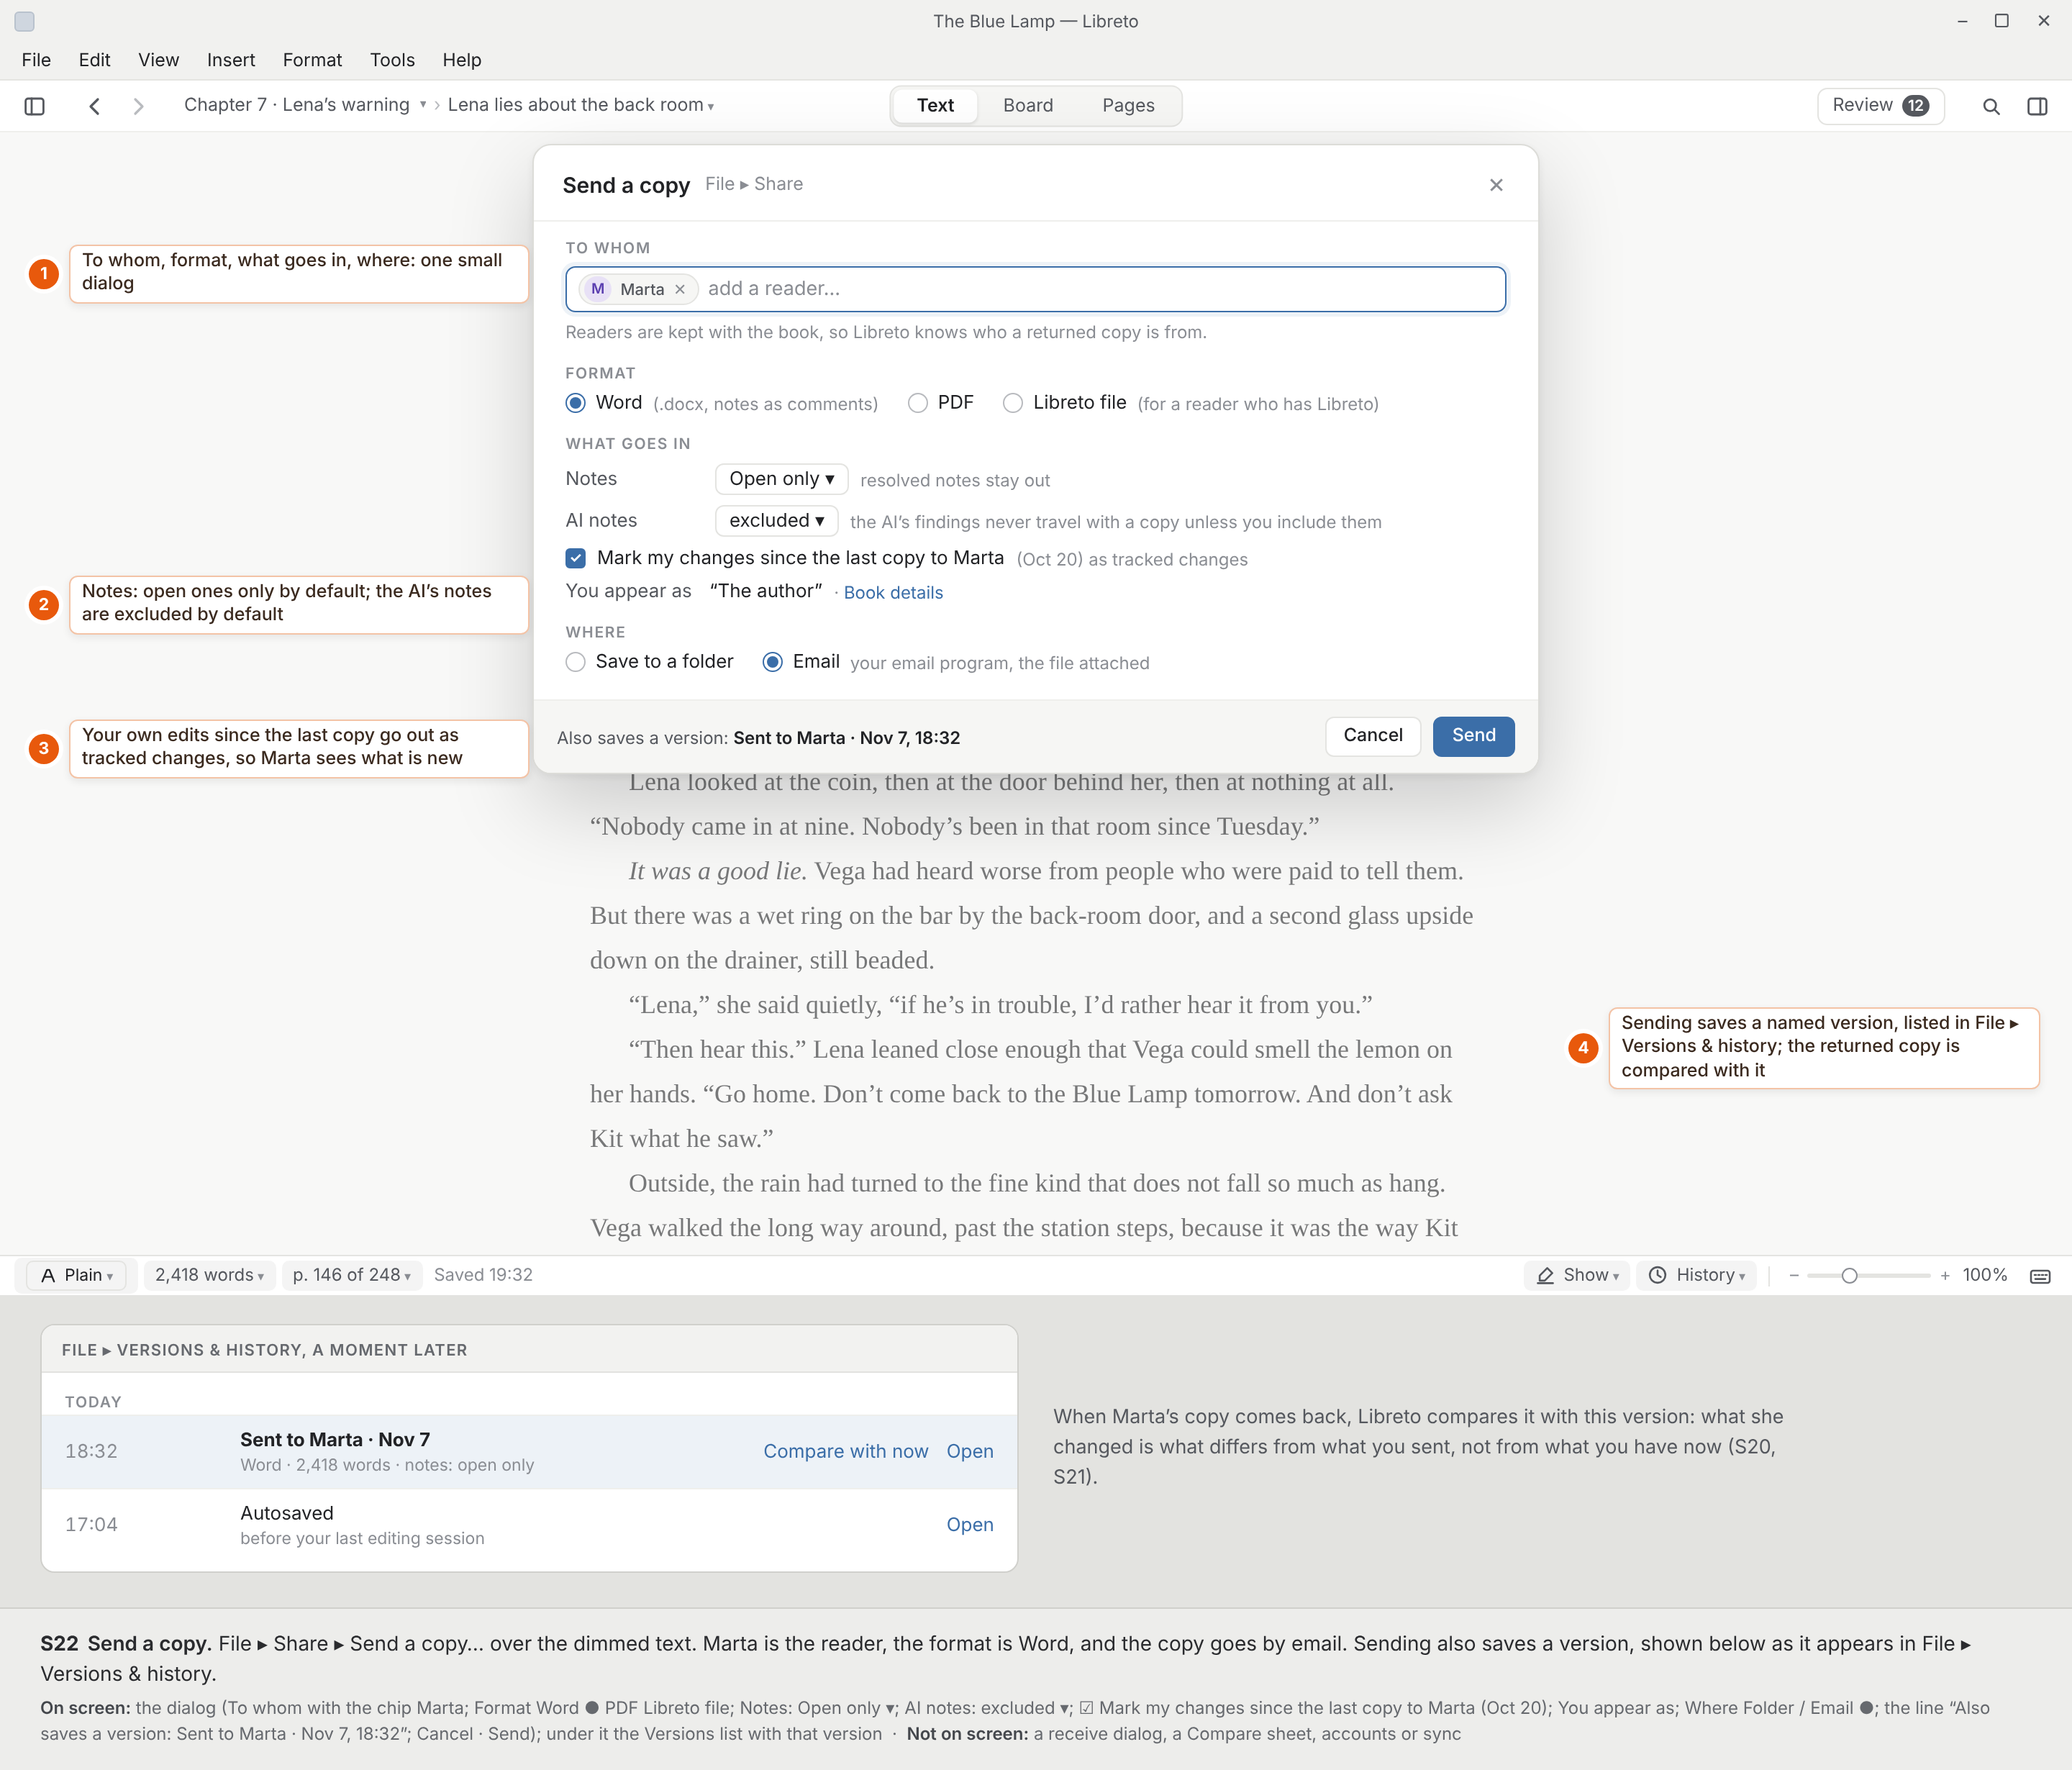 The Blue Lamp — Libreto
File Edit View Insert Format Tools Help
Chapter 7 · Lena’s warning ▾ › Lena lies about the back room ▾
Text Board Pages
Review 12
Send a copy File ▸ Share
TO WHOM
M Marta × add a reader…
Readers are kept with the book, so Libreto knows who a returned copy is from.
FORMAT
Word (.docx, notes as comments) PDF Libreto file (for a reader who has Libreto)
WHAT GOES IN
Notes Open only ▾ resolved notes stay out
AI notes excluded ▾ the AI’s findings never travel with a copy unless you include them
Mark my changes since the last copy to Marta (Oct 20) as tracked changes
You appear as “The author” · Book details
WHERE
Save to a folder Email your email program, the file attached
Also saves a version: Sent to Marta · Nov 7, 18:32
Cancel Send
1 To whom, format, what goes in, where: one small
dialog
2 Notes: open ones only by default; the AI’s notes
are excluded by default
3 Your own edits since the last copy go out as
tracked changes, so Marta sees what is new
Lena looked at the coin, then at the door behind her, then at nothing at all.
“Nobody came in at nine. Nobody’s been in that room since Tuesday.”
It was a good lie. Vega had heard worse from people who were paid to tell them.
But there was a wet ring on the bar by the back-room door, and a second glass upside
down on the drainer, still beaded.
“Lena,” she said quietly, “if he’s in trouble, I’d rather hear it from you.”
“Then hear this.” Lena leaned close enough that Vega could smell the lemon on
her hands. “Go home. Don’t come back to the Blue Lamp tomorrow. And don’t ask
Kit what he saw.”
Outside, the rain had turned to the fine kind that does not fall so much as hang.
Vega walked the long way around, past the station steps, because it was the way Kit
4 Sending saves a named version, listed in File ▸
Versions & history; the returned copy is
compared with it
A Plain ▾ 2,418 words ▾ p. 146 of 248 ▾ Saved 19:32
Show ▾ History ▾ − + 100%
FILE ▸ VERSIONS & HISTORY, A MOMENT LATER
TODAY
18:32 Sent to Marta · Nov 7 Compare with now Open
Word · 2,418 words · notes: open only
17:04 Autosaved Open
before your last editing session
When Marta’s copy comes back, Libreto compares it with this version: what she
changed is what differs from what you sent, not from what you have now (S20,
S21).
S22 Send a copy. File ▸ Share ▸ Send a copy… over the dimmed text. Marta is the reader, the format is Word, and the copy goes by email. Sending also saves a version, shown below as it appears in File ▸
Versions & history.
On screen: the dialog (To whom with the chip Marta; Format Word ● PDF Libreto file; Notes: Open only ▾; AI notes: excluded ▾; ☑ Mark my changes since the last copy to Marta (Oct 20); You appear as; Where Folder / Email ●; the line “Also
saves a version: Sent to Marta · Nov 7, 18:32”; Cancel · Send); under it the Versions list with that version · Not on screen: a receive dialog, a Compare sheet, accounts or sync